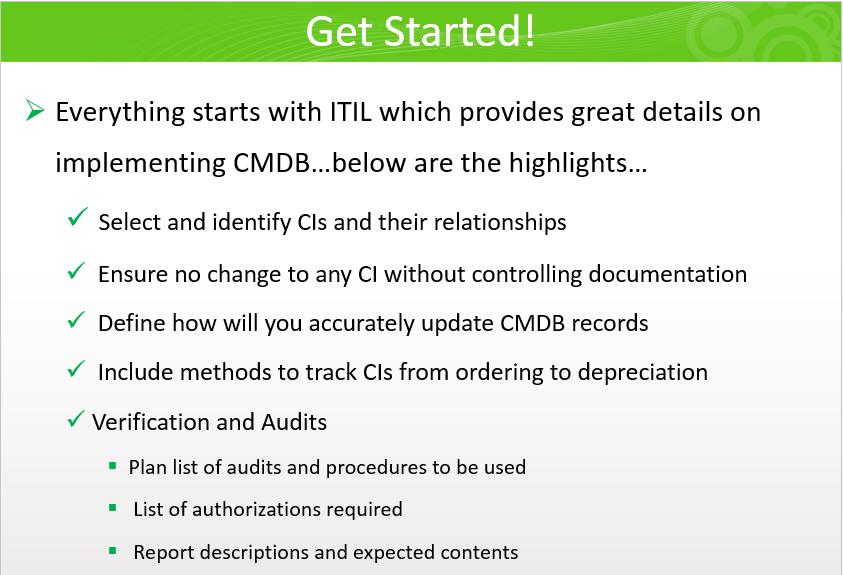 Get Started!
Everything starts with ITIL which provides great details on
implementing CMDB…below are the highlights…
Select and identify CIs and their relationships
Ensure no change to any CI without controlling documentation
Define how will you accurately update CMDB records
Include methods to track CIs from ordering to depreciation
Verification and Audits
Plan list of audits and procedures to be used
List of authorizations required
Report descriptions and expected contents